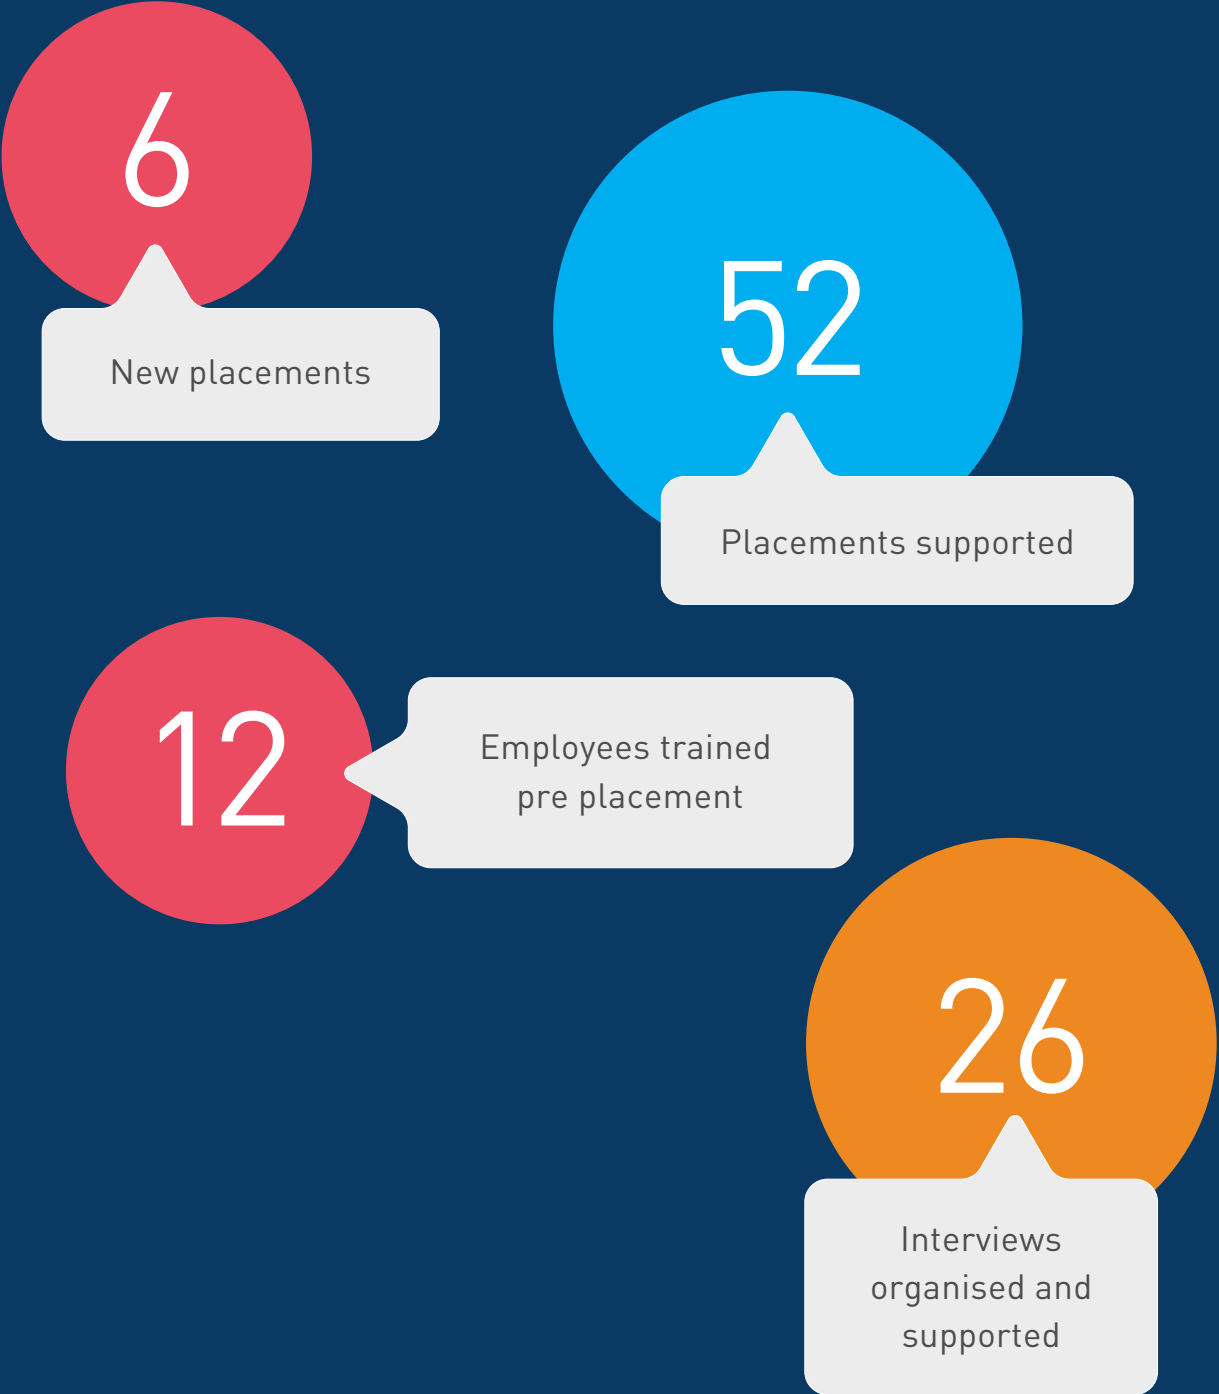 6
New placements
52
Placements supported
12
Employees trained
pre placement
26
Interviews
organised and
supported